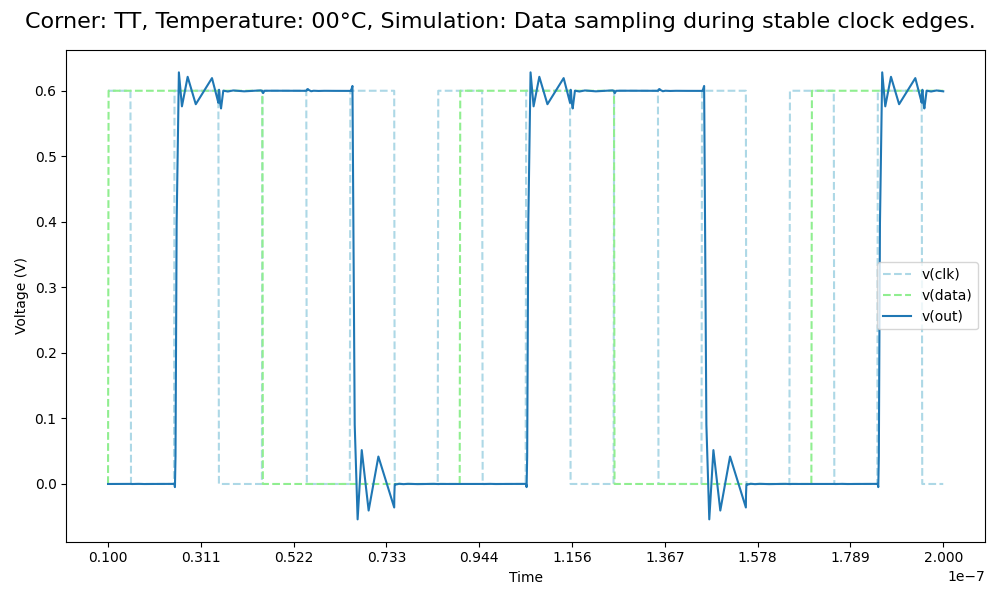 Corner: TT, Temperature: 00°C, Simulation: Data sampling during stable clock edges.
Voltage (V)
0.6
0.5
0.4
0.3
0.2
0.1
0.0
v(clk)
v(data)
v(out)
0.100 0.311 0.522 0.733 0.944 1.156 1.367 1.578 1.789 2.000
Time
1e−7